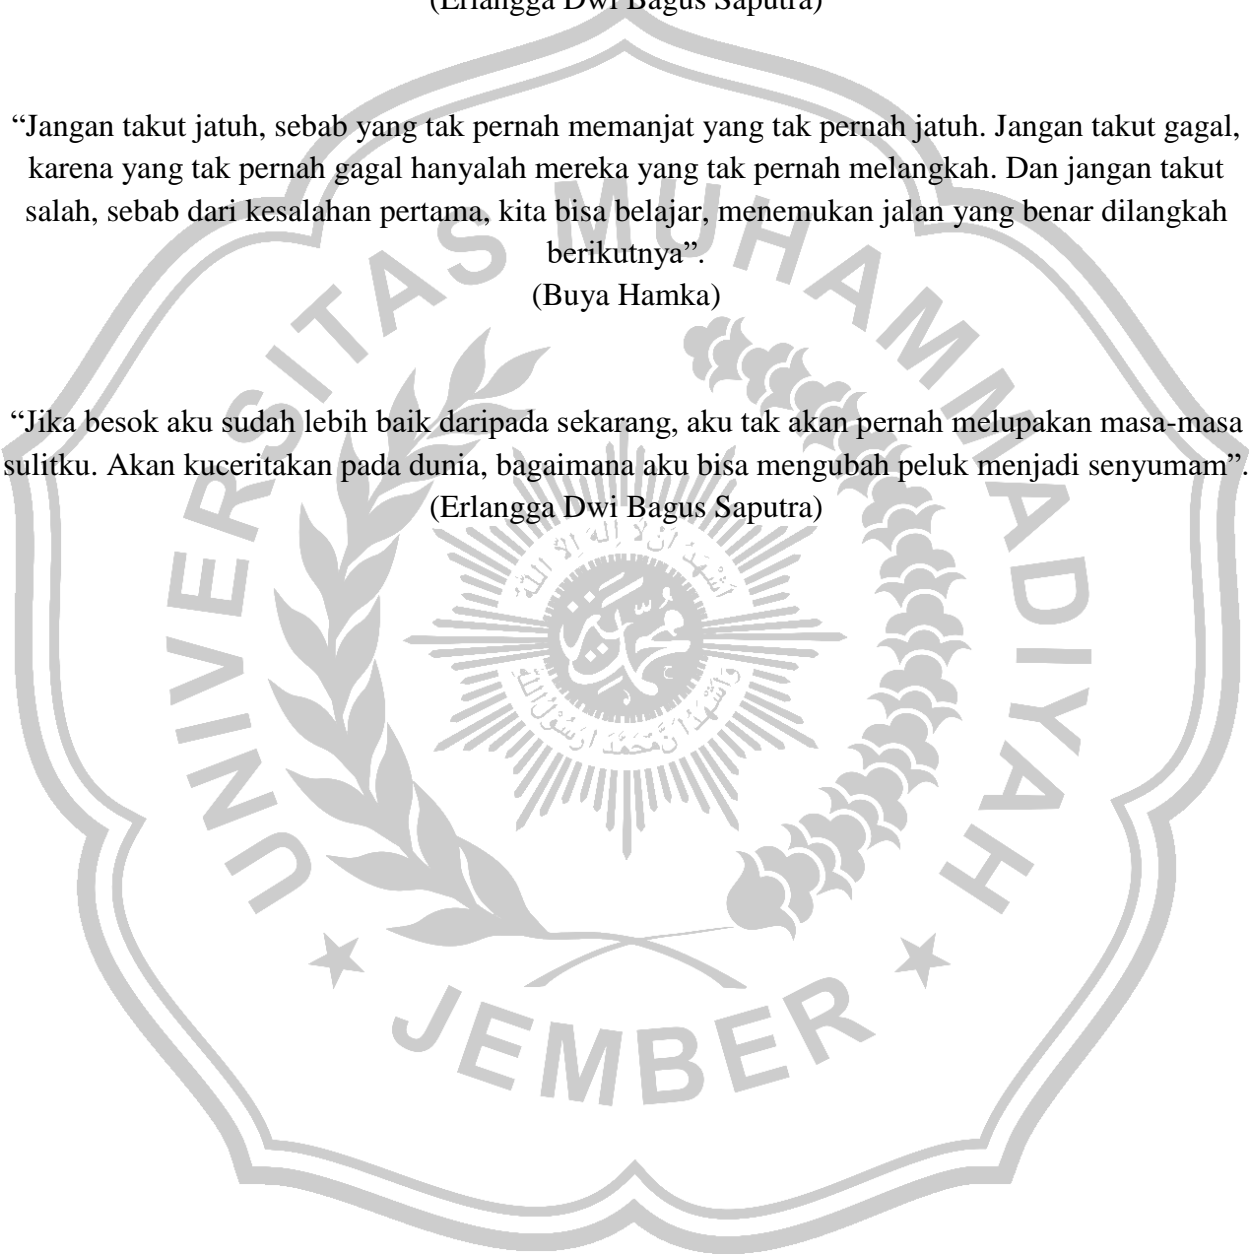 (Erlangga Dwi Bagus Saputra)
“Jangan takut jatuh, sebab yang tak pernah memanjat yang tak pernah jatuh. Jangan takut gagal,
karena yang tak pernah gagal hanyalah mereka yang tak pernah melangkah. Dan jangan takut
salah, sebab dari kesalahan pertama, kita bisa belajar, menemukan jalan yang benar dilangkah
berikutnya”.
(Buya Hamka)
“Jika besok aku sudah lebih baik daripada sekarang, aku tak akan pernah melupakan masa-masa
sulitku. Akan kuceritakan pada dunia, bagaimana aku bisa mengubah peluk menjadi senyumam”.
(Erlangga Dwi Bagus Saputra)
UNIVERSITAS MUHAMMADIYAH
JEMBER